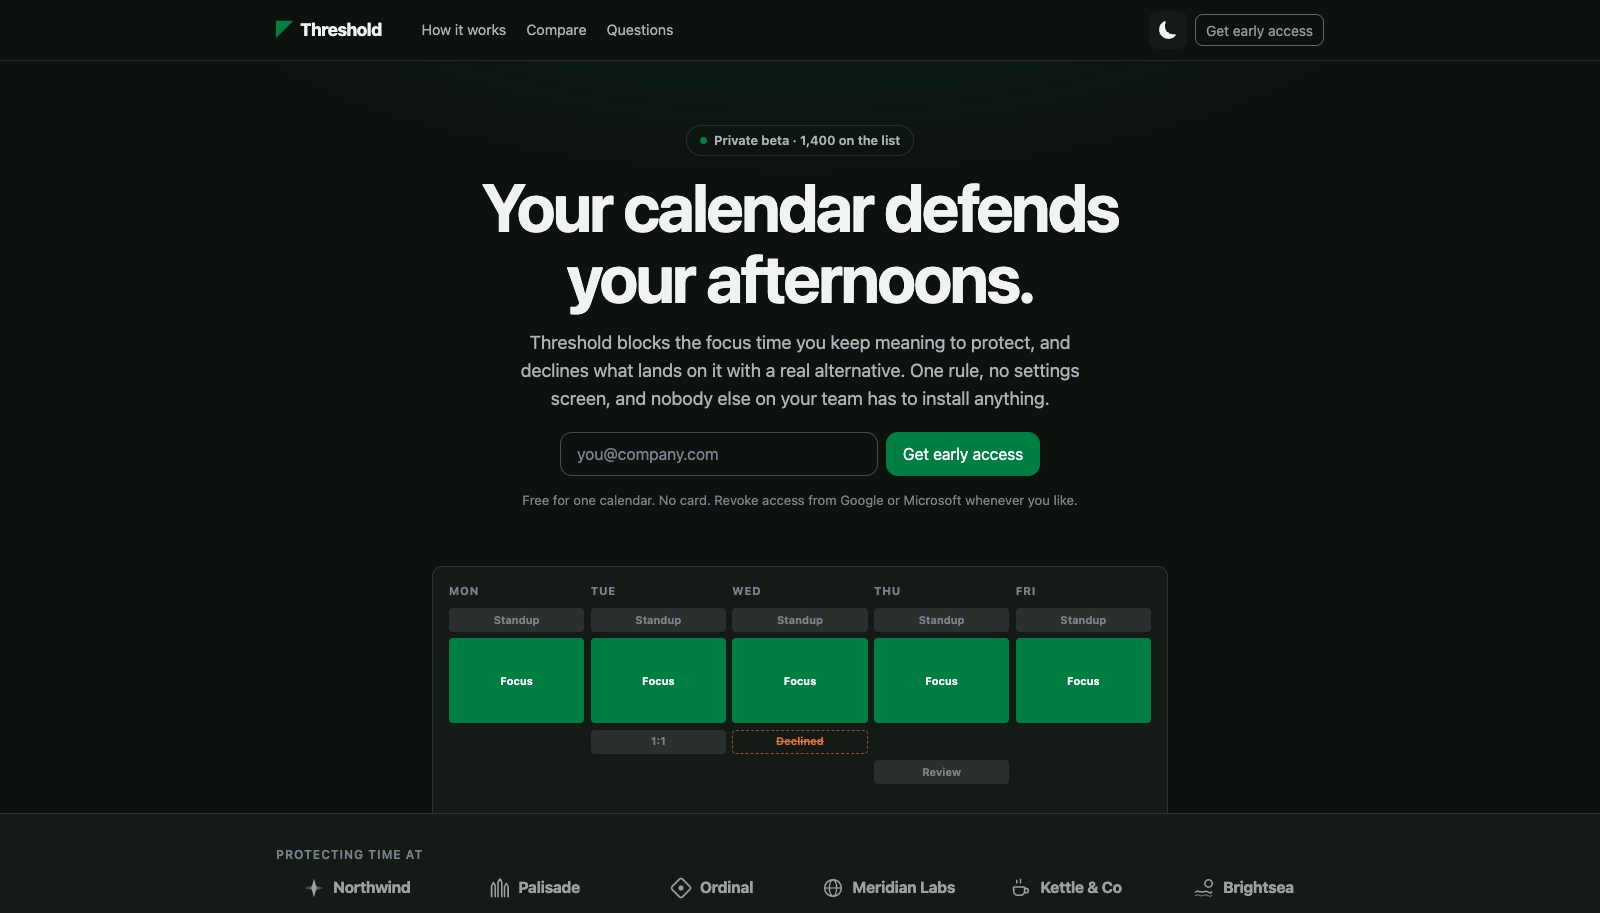 Threshold
How it works
Compare
Questions
Get early access
Private beta · 1,400 on the list
Your calendar defends
your afternoons.
Threshold blocks the focus time you keep meaning to protect, and
declines what lands on it with a real alternative. One rule, no settings
screen, and nobody else on your team has to install anything.
you@company.com
Get early access
Free for one calendar. No card. Revoke access from Google or Microsoft whenever you like.
MON TUE WED THU FRI
Standup Standup Standup Standup Standup
Focus Focus Focus Focus Focus
1:1 Declined
Review
PROTECTING TIME AT
Northwind Palisade Ordinal Meridian Labs Kettle & Co Brightsea